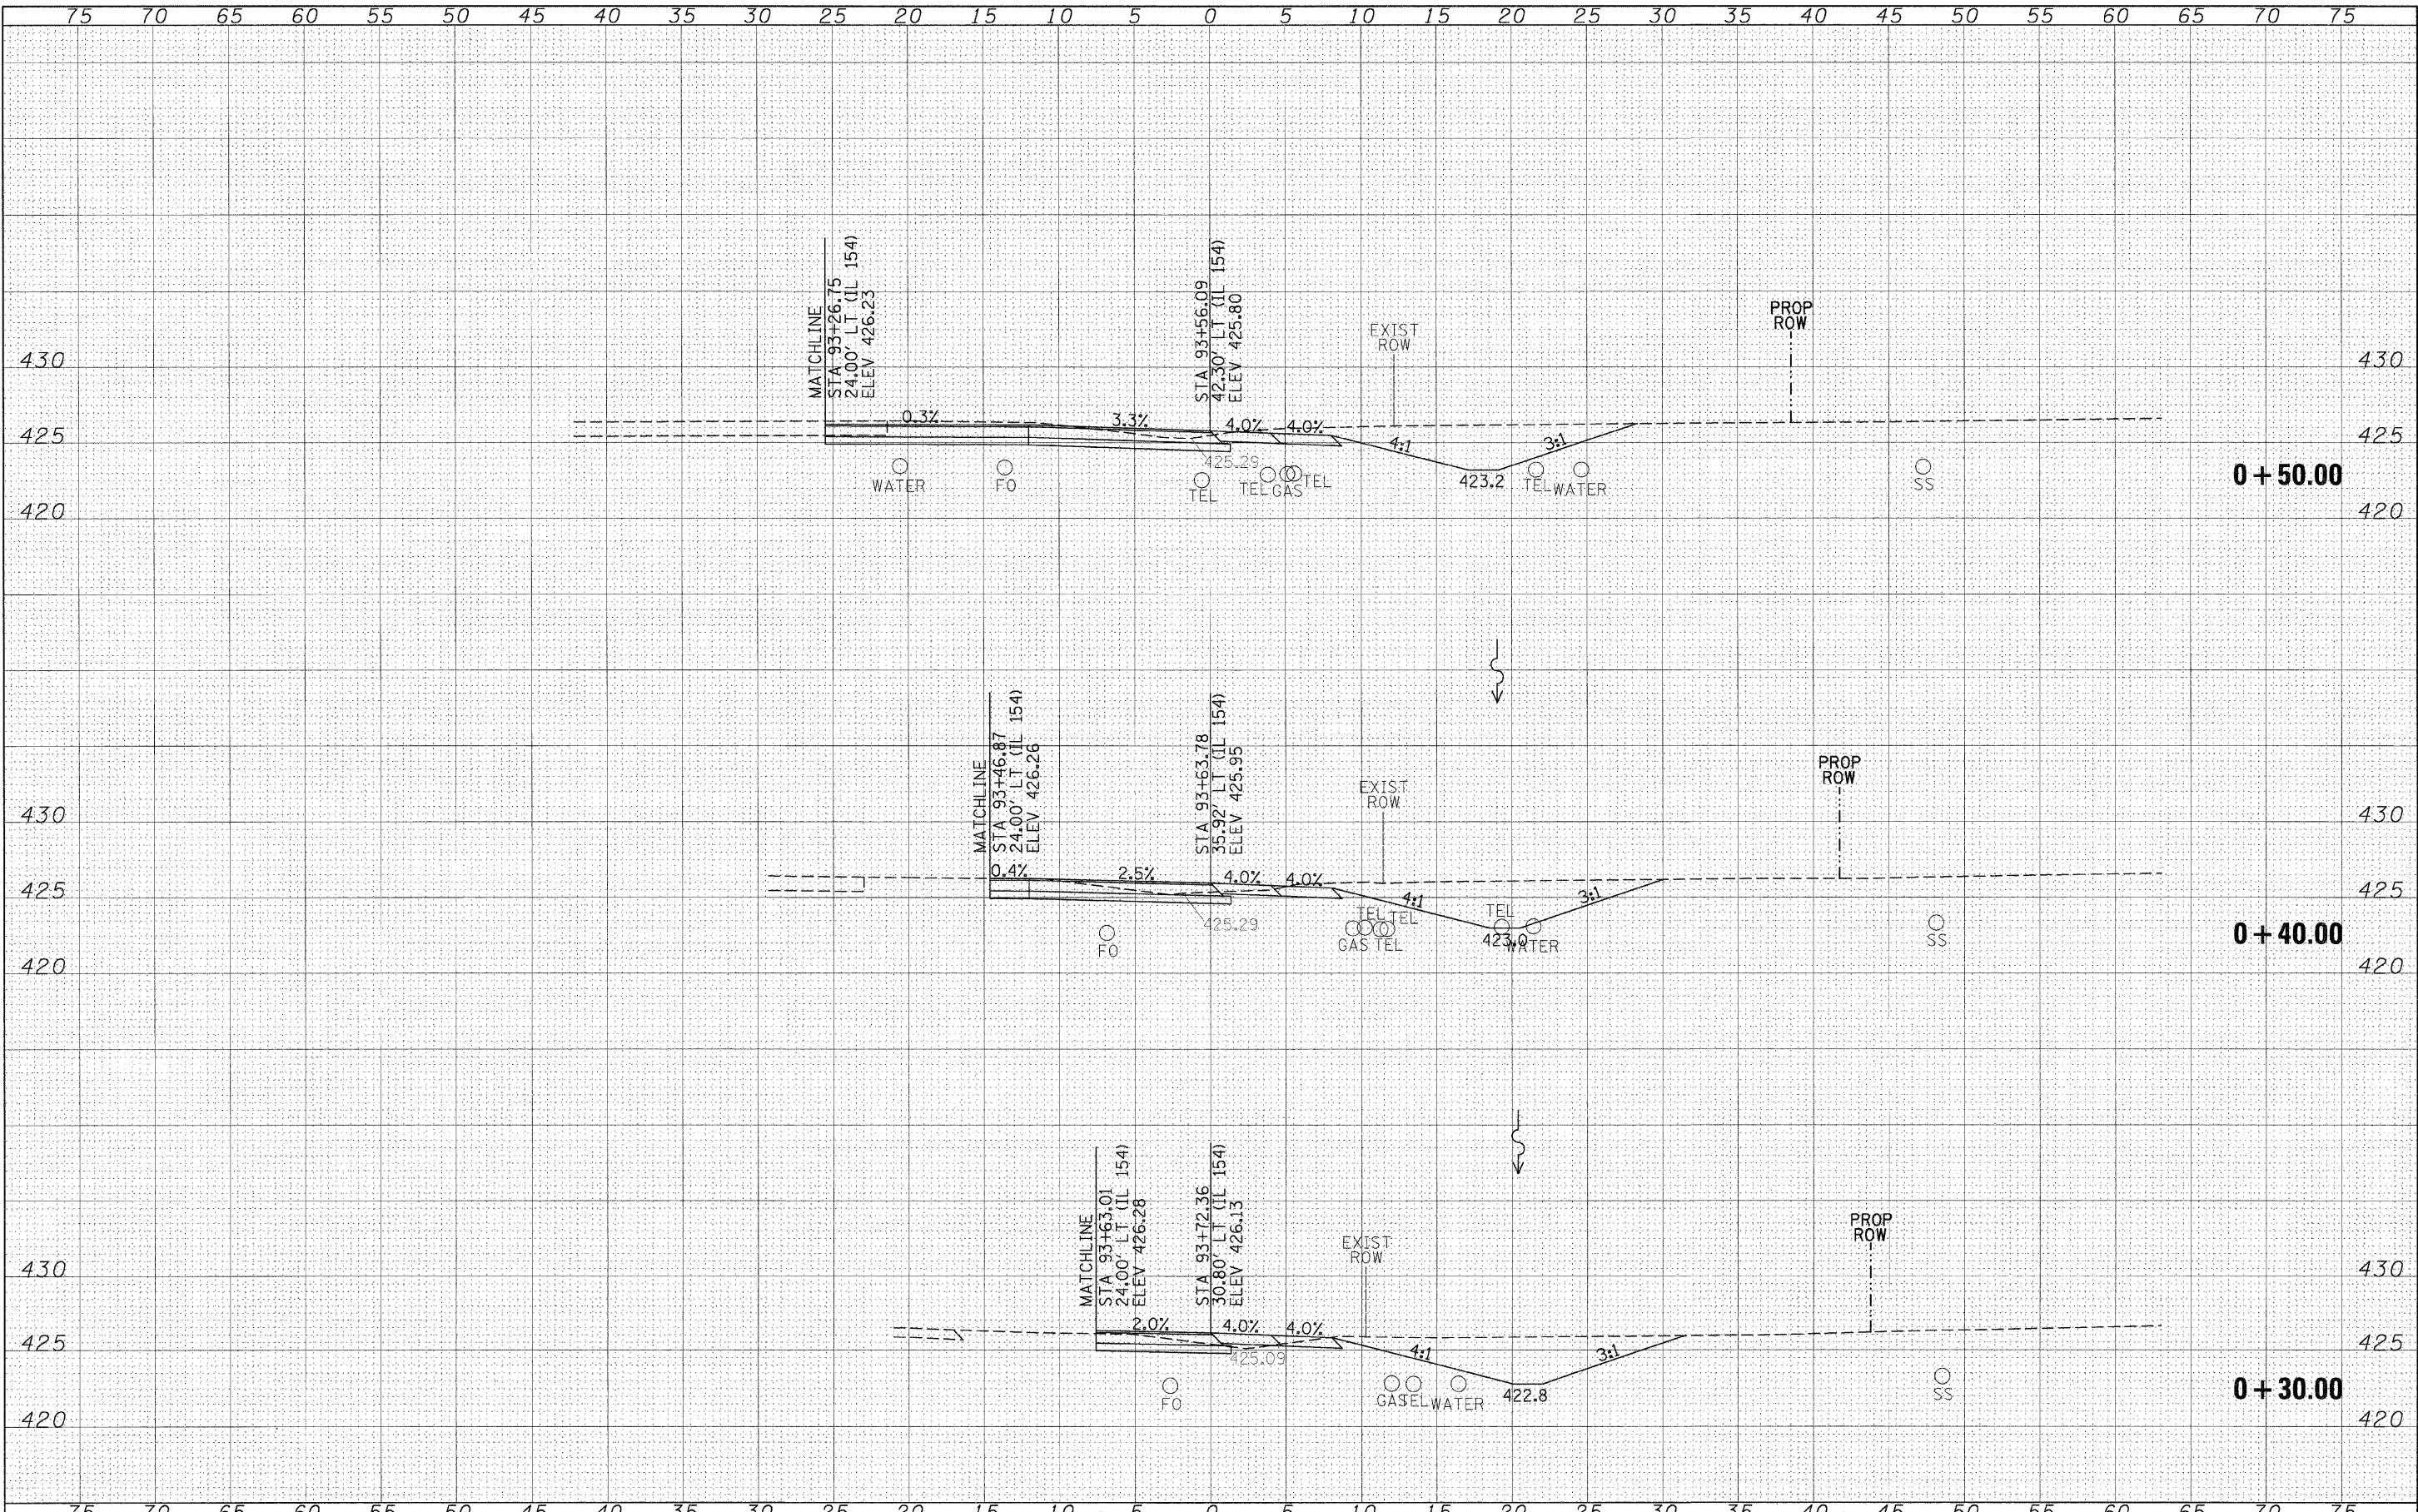 75 70 65 60 55 50 45 40 35 30 25 20 15 10 5 0 5 10 15 20 25 30 35 40 45 50 55 60 65 70 75
MATCHLINE
STA 93+26.75
24.00' LT (IL 154)
ELEV 426.23
STA 93+56.09
42.30' LT (IL 154)
ELEV 425.80
EXIST
ROW
PROP
ROW
430 430
0.3% 3.3% 4.0% 4.0%
425 4:1 3:1 425
425.29
WATER FO TEL TEL GAS TEL 423.2 TEL WATER SS
0+50.00
420 420
MATCHLINE
STA 93+46.87
24.00' LT (IL 154)
ELEV 426.26
STA 93+63.78
35.92' LT (IL 154)
ELEV 425.95
EXIST
ROW
PROP
ROW
430 430
0.4% 2.5% 4.0% 4.0%
425 4:1 3:1 425
425.29 TEL TEL TEL
FO GAS TEL 423.0 WATER SS
0+40.00
420 420
MATCHLINE
STA 93+63.01
24.00' LT (IL 154)
ELEV 426.28
STA 93+72.36
30.80' LT (IL 154)
ELEV 426.13
EXIST
ROW
PROP
ROW
430 430
2.0% 4.0% 4.0%
425 4:1 3:1 425
425.09
FO GAS TEL WATER 422.8 SS
0+30.00
420 420
75 70 65 60 55 50 45 40 35 30 25 20 15 10 5 0 5 10 15 20 25 30 35 40 45 50 55 60 65 70 75